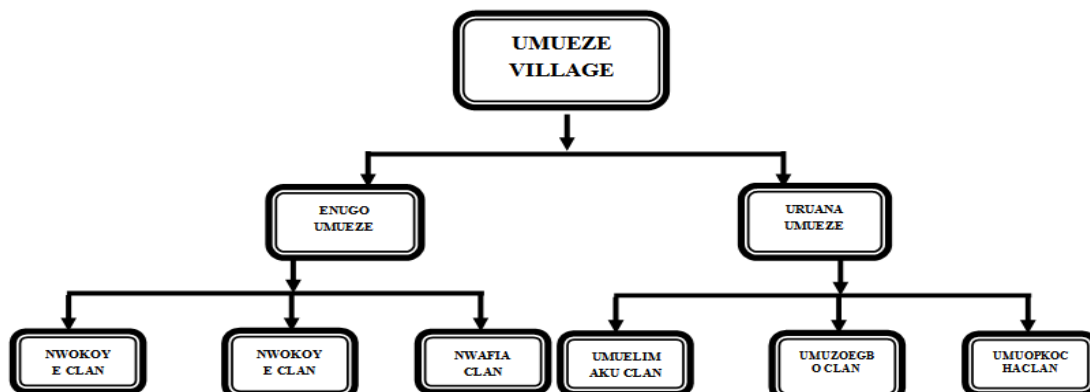 UMUEZE
VILLAGE
ENUGO
UMUEZE
URUANA
UMUEZE
NWOKOY
E CLAN
NWOKOY
E CLAN
NWAFIA
CLAN
UMUELIM
AKU CLAN
UMUZOEGB
O CLAN
UMUOPKOC
HACLAN